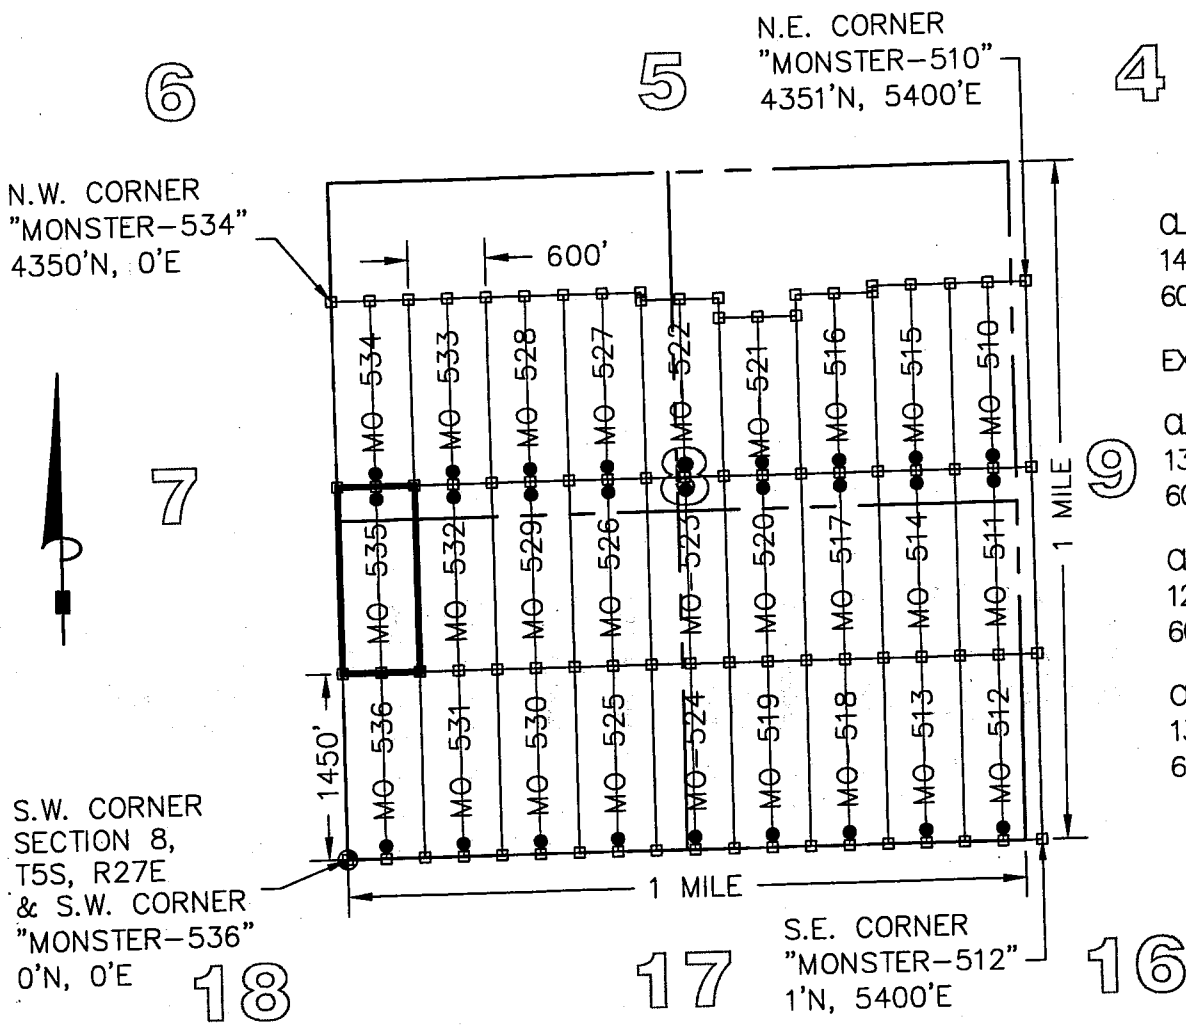 N.E. CORNER
"MONSTER-510"
4351'N, 5400'E
6
5
4
N.W. CORNER
"MONSTER-534"
4350'N, 0'E
600'
MO 534
MO 533
MO 528
MO 527
MO 522
MO 521
MO 516
MO 515
MO 510
7
8
9
1 MILE
MO 535
MO 532
MO 529
MO 526
MO 523
MO 520
MO 517
MO 514
MO 511
1450'
MO 536
MO 531
MO 530
MO 525
MO 524
MO 519
MO 518
MO 513
MO 512
S.W. CORNER
SECTION 8,
T5S, R27E
& S.W. CORNER
"MONSTER-536"
0'N, 0'E
1 MILE
S.E. CORNER
"MONSTER-512"
1'N, 5400'E
18
17
16